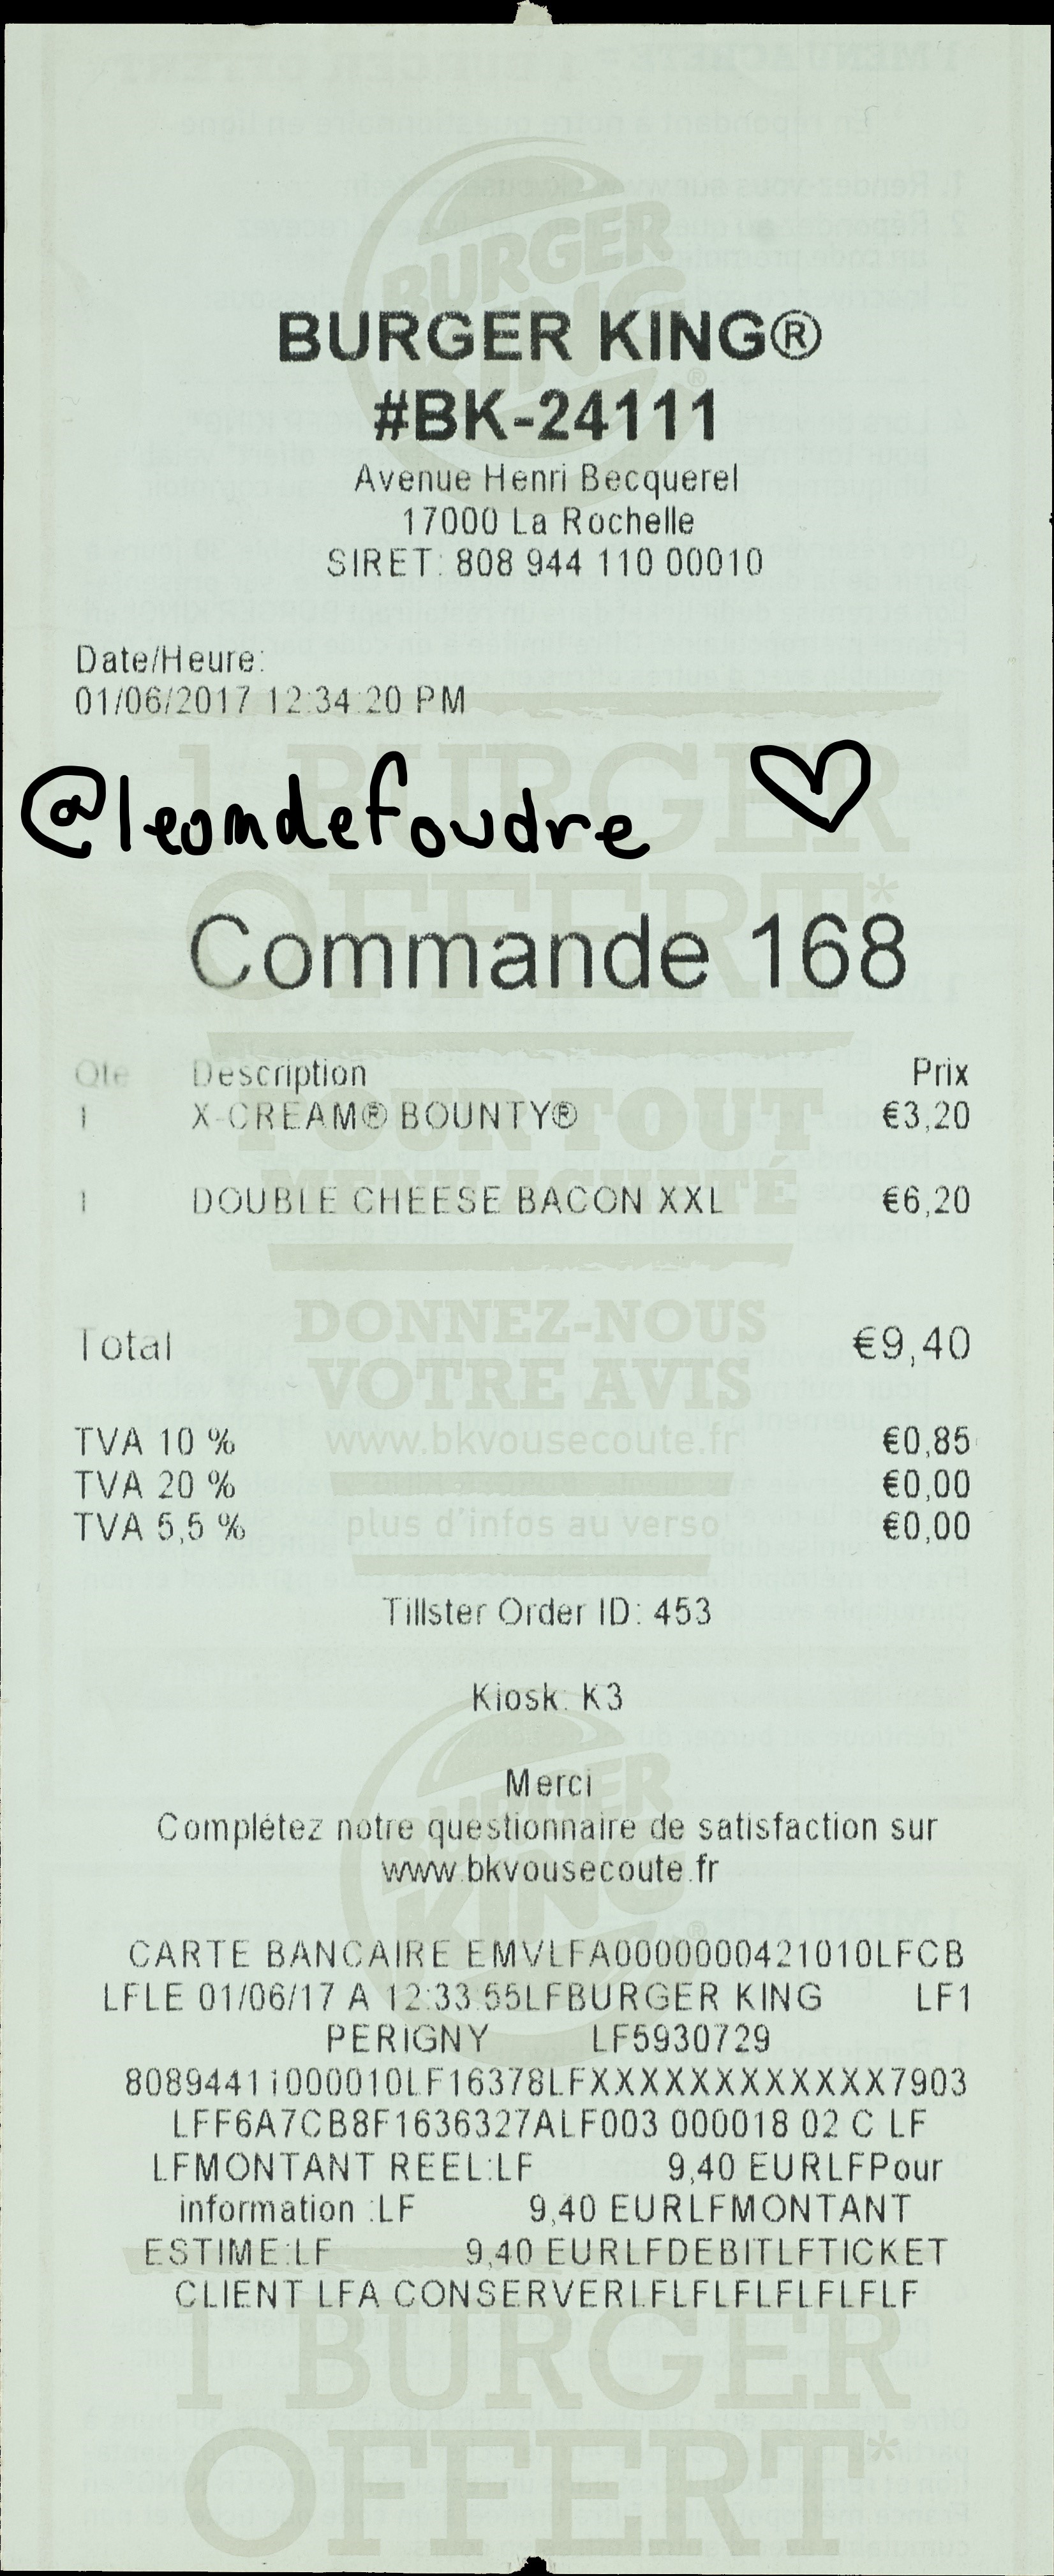 BURGER KING®
#BK-24111
Avenue Henri Becquerel
17000 La Rochelle
SIRET: 808 944 110 00010
Date/Heure:
01/06/2017 12:34:20 PM
@leomdefoudre
Commande 168
Qte Description Prix
1 X-CREAM® BOUNTY® €3,20
1 DOUBLE CHEESE BACON XXL €6,20
Total €9,40
TVA 10 % €0,85
TVA 20 % €0,00
TVA 5,5 % €0,00
Tillster Order ID: 453
Kiosk: K3
Merci
Complétez notre questionnaire de satisfaction sur
www.bkvousecoute.fr
CARTE BANCAIRE EMVLFA0000000421010LFCB
LFLE 01/06/17 A 12:33:55LFBURGER KING LF1
PERIGNY LF5930729
80894411000010LF16378LFXXXXXXXXXXXX7903
LFF6A7CB8F1636327ALF003 000018 02 C LF
LFMONTANT REEL:LF 9,40 EURLFPour
information :LF 9,40 EURLFMONTANT
ESTIME:LF 9,40 EURLFDEBITLFTICKET
CLIENT LFA CONSERVERLFLFLFLFLFLFLF
BURGER KING®
1 BURGER
OFFERT*
POUR TOUT
MENU ACHETÉ
DONNEZ-NOUS
VOTRE AVIS
www.bkvousecoute.fr
plus d'infos au verso
BURGER KING®
1 BURGER
OFFERT*